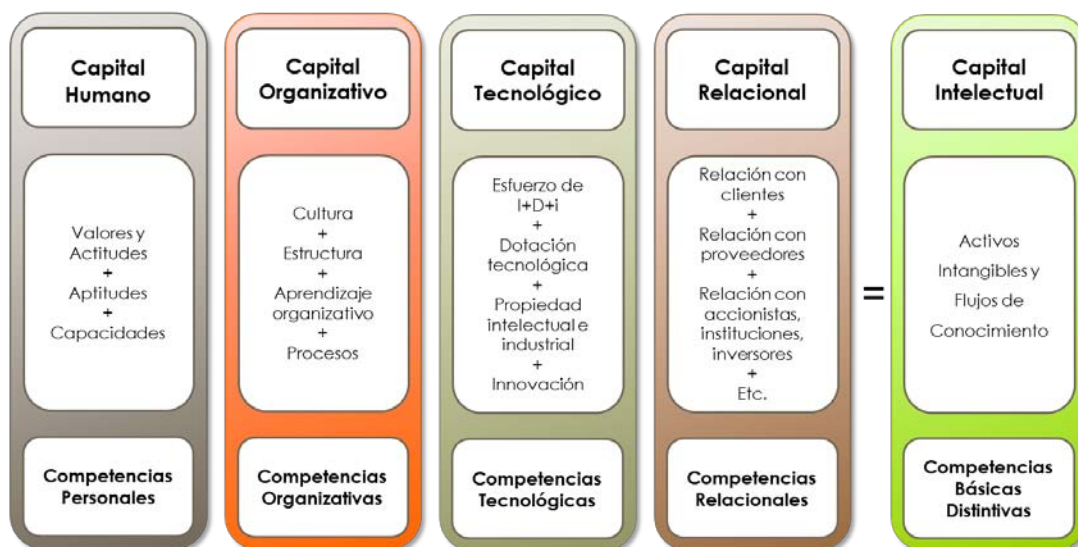 Capital
Humano
Valores y
Actitudes
+
Aptitudes
+
Capacidades
Competencias
Personales
Capital
Organizativo
Cultura
+
Estructura
+
Aprendizaje
organizativo
+
Procesos
Competencias
Organizativas
Capital
Tecnológico
Esfuerzo de
I+D+i
+
Dotación
tecnológica
+
Propiedad
intelectual e
industrial
+
Innovación
Competencias
Tecnológicas
Capital
Relacional
Relación con
clientes
+
Relación con
proveedores
+
Relación con
accionistas,
instituciones,
inversores
+
Etc.
Competencias
Relacionales
=
Capital
Intelectual
Activos
Intangibles y
Flujos de
Conocimiento
Competencias
Básicas
Distintivas